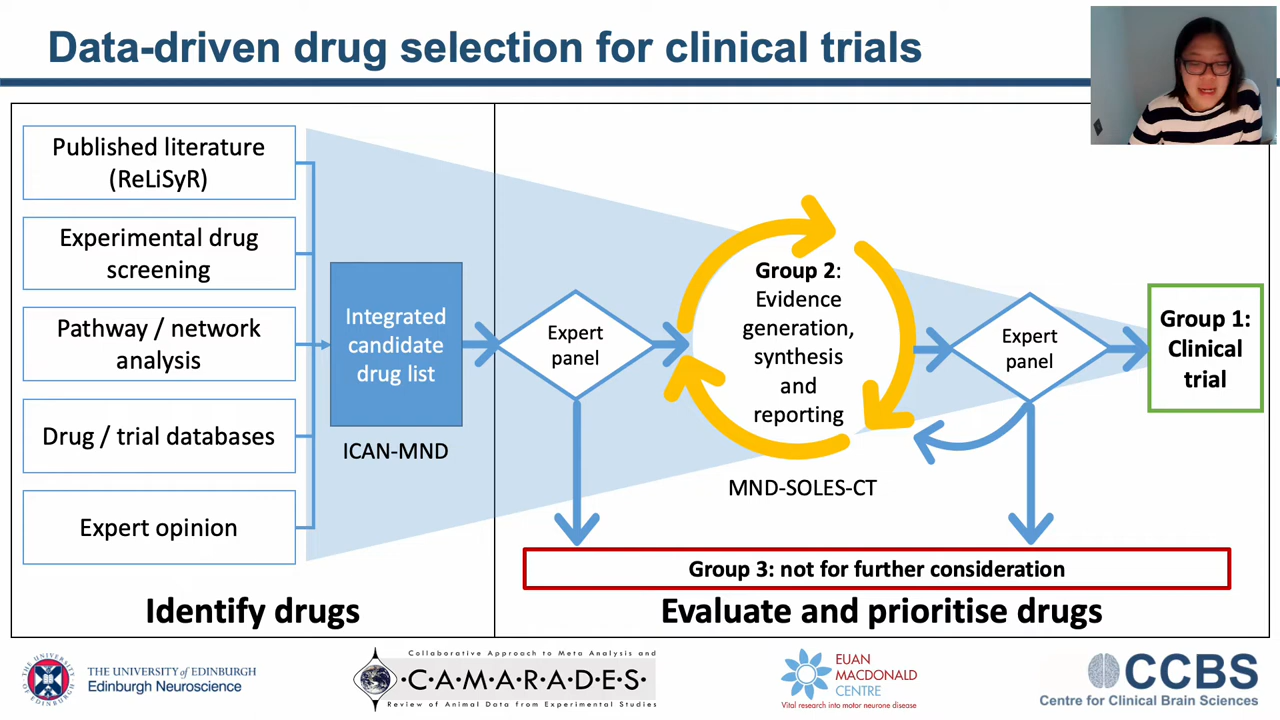 Data-driven drug selection for clinical trials
Published literature
(ReLiSyR)
Experimental drug
screening
Pathway / network
analysis
Drug / trial databases
Expert opinion
Integrated
candidate
drug list
ICAN-MND
Identify drugs
Expert
panel
Group 2:
Evidence
generation,
synthesis
and
reporting
MND-SOLES-CT
Expert
panel
Group 1:
Clinical
trial
Group 3: not for further consideration
Evaluate and prioritise drugs
THE UNIVERSITY of EDINBURGH
Edinburgh Neuroscience
Collaborative Approach to Meta Analysis and
·C·A·M·A·R·A·D·E·S·
Review of Animal Data from Experimental Studies
EUAN
MACDONALD
CENTRE
Vital research into motor neurone disease
CCBS
Centre for Clinical Brain Sciences